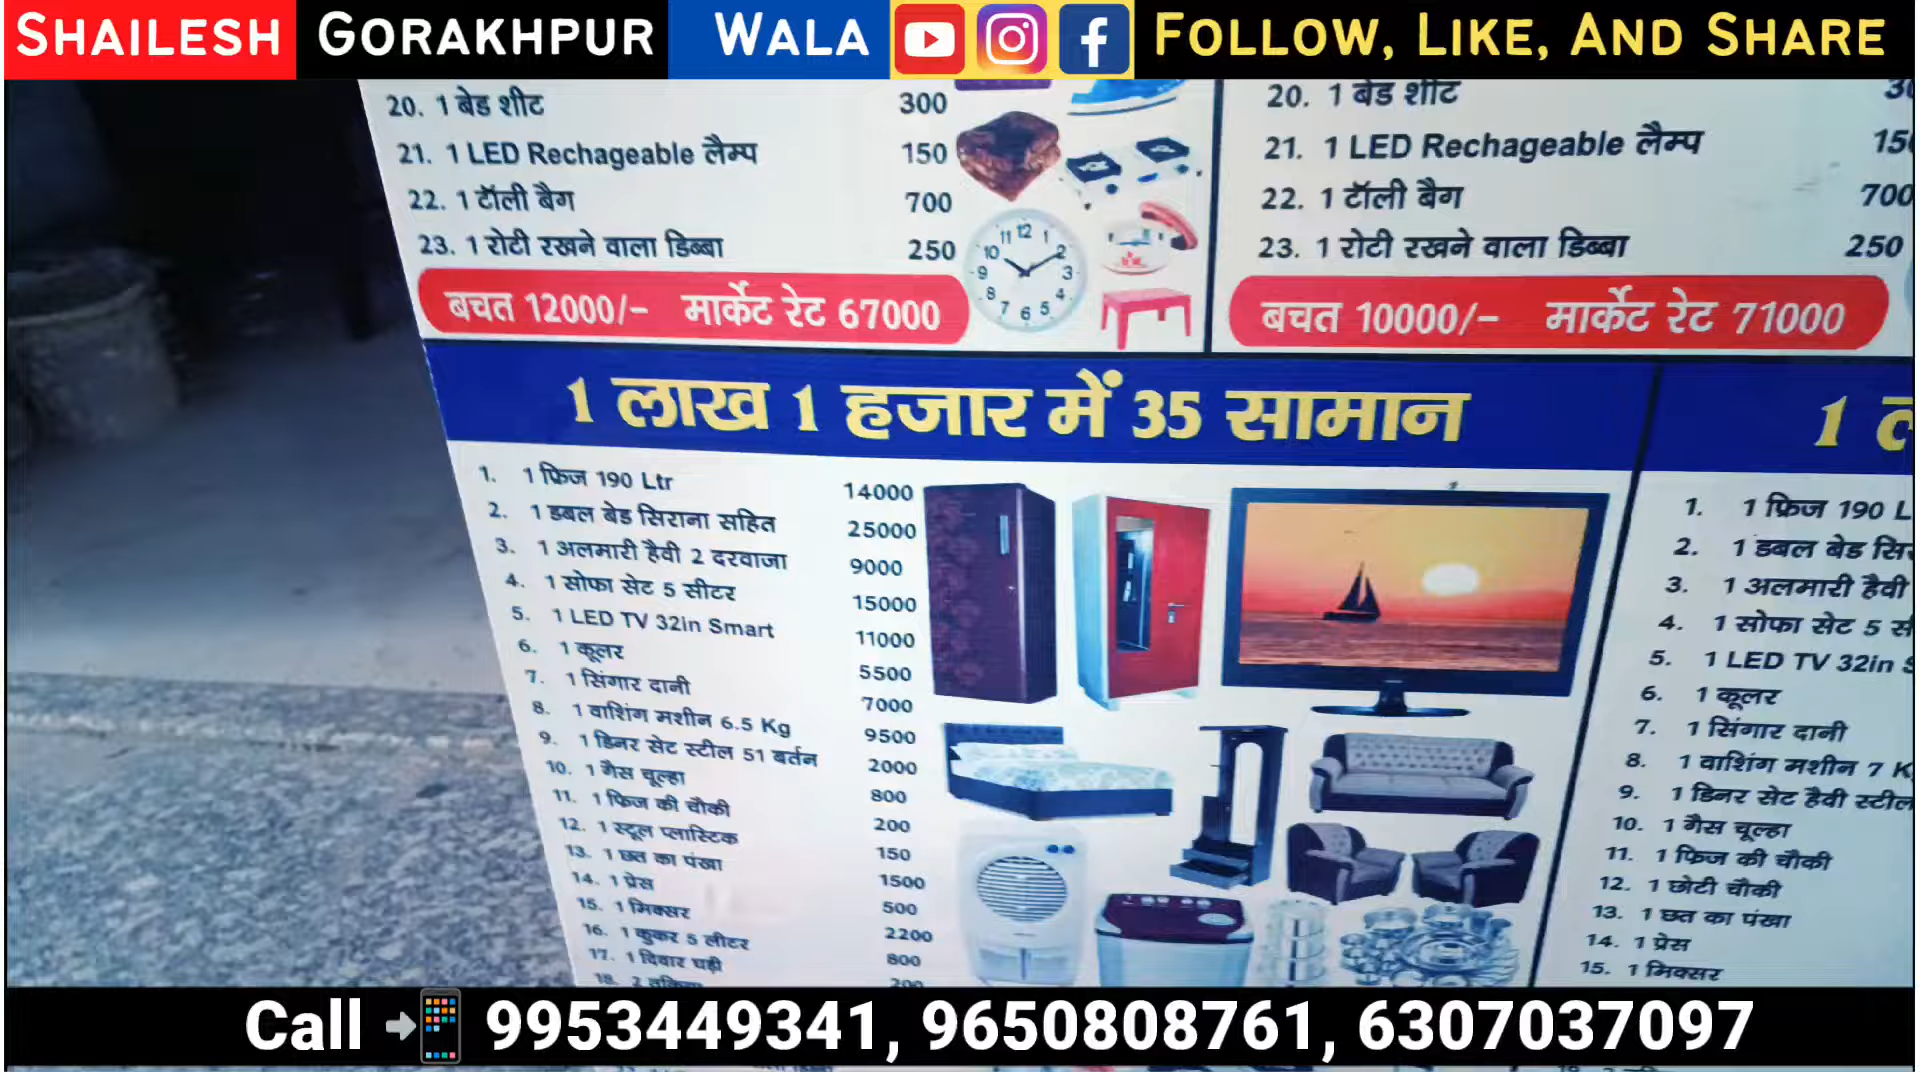 SHAILESH GORAKHPUR WALA FOLLOW, LIKE, AND SHARE
20. 1 बेड शीट 300
21. 1 LED Rechageable लैम्प 150
22. 1 टॉली बैग 700
23. 1 रोटी रखने वाला डिब्बा 250
बचत 12000/- मार्केट रेट 67000
20. 1 बेड शीट
21. 1 LED Rechageable लैम्प
22. 1 टॉली बैग 700
23. 1 रोटी रखने वाला डिब्बा 250
बचत 10000/- मार्केट रेट 71000
1 लाख 1 हजार में 35 सामान
1. 1 फ्रिज 190 Ltr 14000
2. 1 डबल बेड सिराना सहित 25000
3. 1 अलमारी हैवी 2 दरवाजा 9000
4. 1 सोफा सेट 5 सीटर 15000
5. 1 LED TV 32in Smart 11000
6. 1 कूलर 5500
7. 1 सिंगार दानी 7000
8. 1 वाशिंग मशीन 6.5 Kg 9500
9. 1 डिनर सेट स्टील 51 बर्तन 2000
10. 1 गैस चूल्हा 800
11. 1 फ्रिज की चौकी 200
12. 1 स्टूल प्लास्टिक 150
13. 1 छत का पंखा 1500
14. 1 प्रेस 500
15. 1 मिक्सर 2200
16. 1 कुकर 5 लीटर 800
17. 1 दिवार घड़ी 200
18. 2 तकिया
1
1. 1 फ्रिज 190
2. 1 डबल बेड
3. 1 अलमारी हैवी
4. 1 सोफा सेट 5
5. 1 LED TV 32in
6. 1 कूलर
7. 1 सिंगार दानी
8. 1 वाशिंग मशीन 7
9. 1 डिनर सेट हैवी स्टील
10. 1 गैस चूल्हा
11. 1 फ्रिज की चौकी
12. 1 छोटी चौकी
13. 1 छत का पंखा
14. 1 प्रेस
15. 1 मिक्सर
Call 9953449341, 9650808761, 6307037097